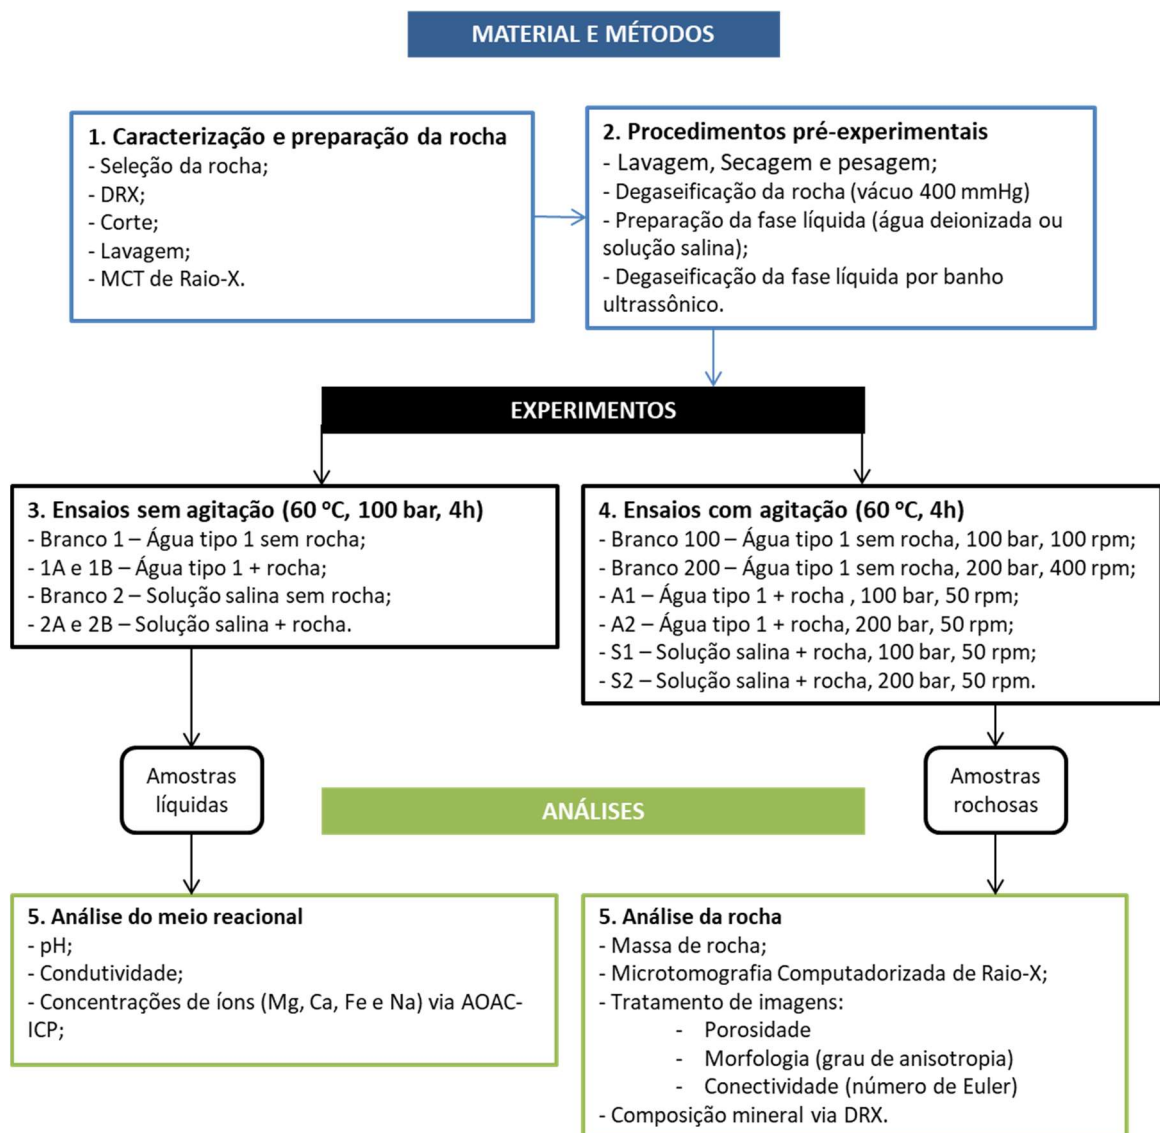 MATERIAL E MÉTODOS
1. Caracterização e preparação da rocha
- Seleção da rocha;
- DRX;
- Corte;
- Lavagem;
- MCT de Raio-X.
2. Procedimentos pré-experimentais
- Lavagem, Secagem e pesagem;
- Degaseificação da rocha (vácuo 400 mmHg)
- Preparação da fase líquida (água deionizada ou
solução salina);
- Degaseificação da fase líquida por banho
ultrassônico.
EXPERIMENTOS
3. Ensaios sem agitação (60 ºC, 100 bar, 4h)
- Branco 1 – Água tipo 1 sem rocha;
- 1A e 1B – Água tipo 1 + rocha;
- Branco 2 – Solução salina sem rocha;
- 2A e 2B – Solução salina + rocha.
4. Ensaios com agitação (60 ºC, 4h)
- Branco 100 – Água tipo 1 sem rocha, 100 bar, 100 rpm;
- Branco 200 – Água tipo 1 sem rocha, 200 bar, 400 rpm;
- A1 – Água tipo 1 + rocha , 100 bar, 50 rpm;
- A2 – Água tipo 1 + rocha, 200 bar, 50 rpm;
- S1 – Solução salina + rocha, 100 bar, 50 rpm;
- S2 – Solução salina + rocha, 200 bar, 50 rpm.
Amostras
líquidas
Amostras
rochosas
ANÁLISES
5. Análise do meio reacional
- pH;
- Condutividade;
- Concentrações de íons (Mg, Ca, Fe e Na) via AOAC-
ICP;
5. Análise da rocha
- Massa de rocha;
- Microtomografia Computadorizada de Raio-X;
- Tratamento de imagens:
- Porosidade
- Morfologia (grau de anisotropia)
- Conectividade (número de Euler)
- Composição mineral via DRX.